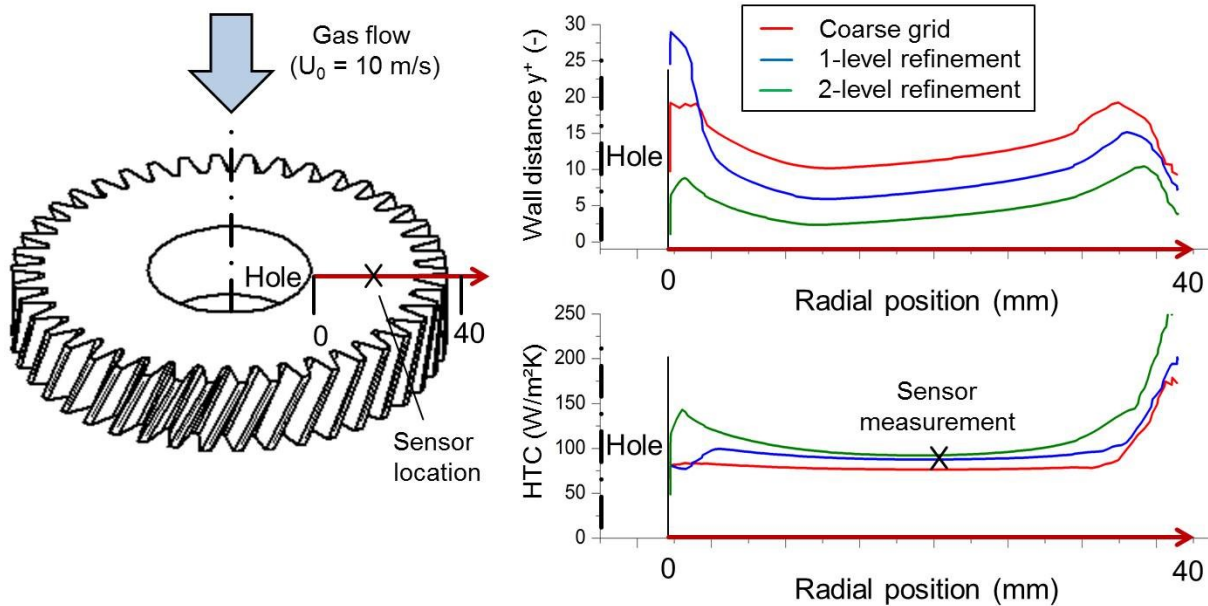 Gas flow
(U₀ = 10 m/s)
Hole
0
40
Sensor
location
Wall distance y⁺ (-)
30
25
20
15
10
5
0
Coarse grid
1-level refinement
2-level refinement
Hole
0
40
Radial position (mm)
HTC (W/m²K)
250
200
150
100
50
0
Hole
Sensor
measurement
0
40
Radial position (mm)